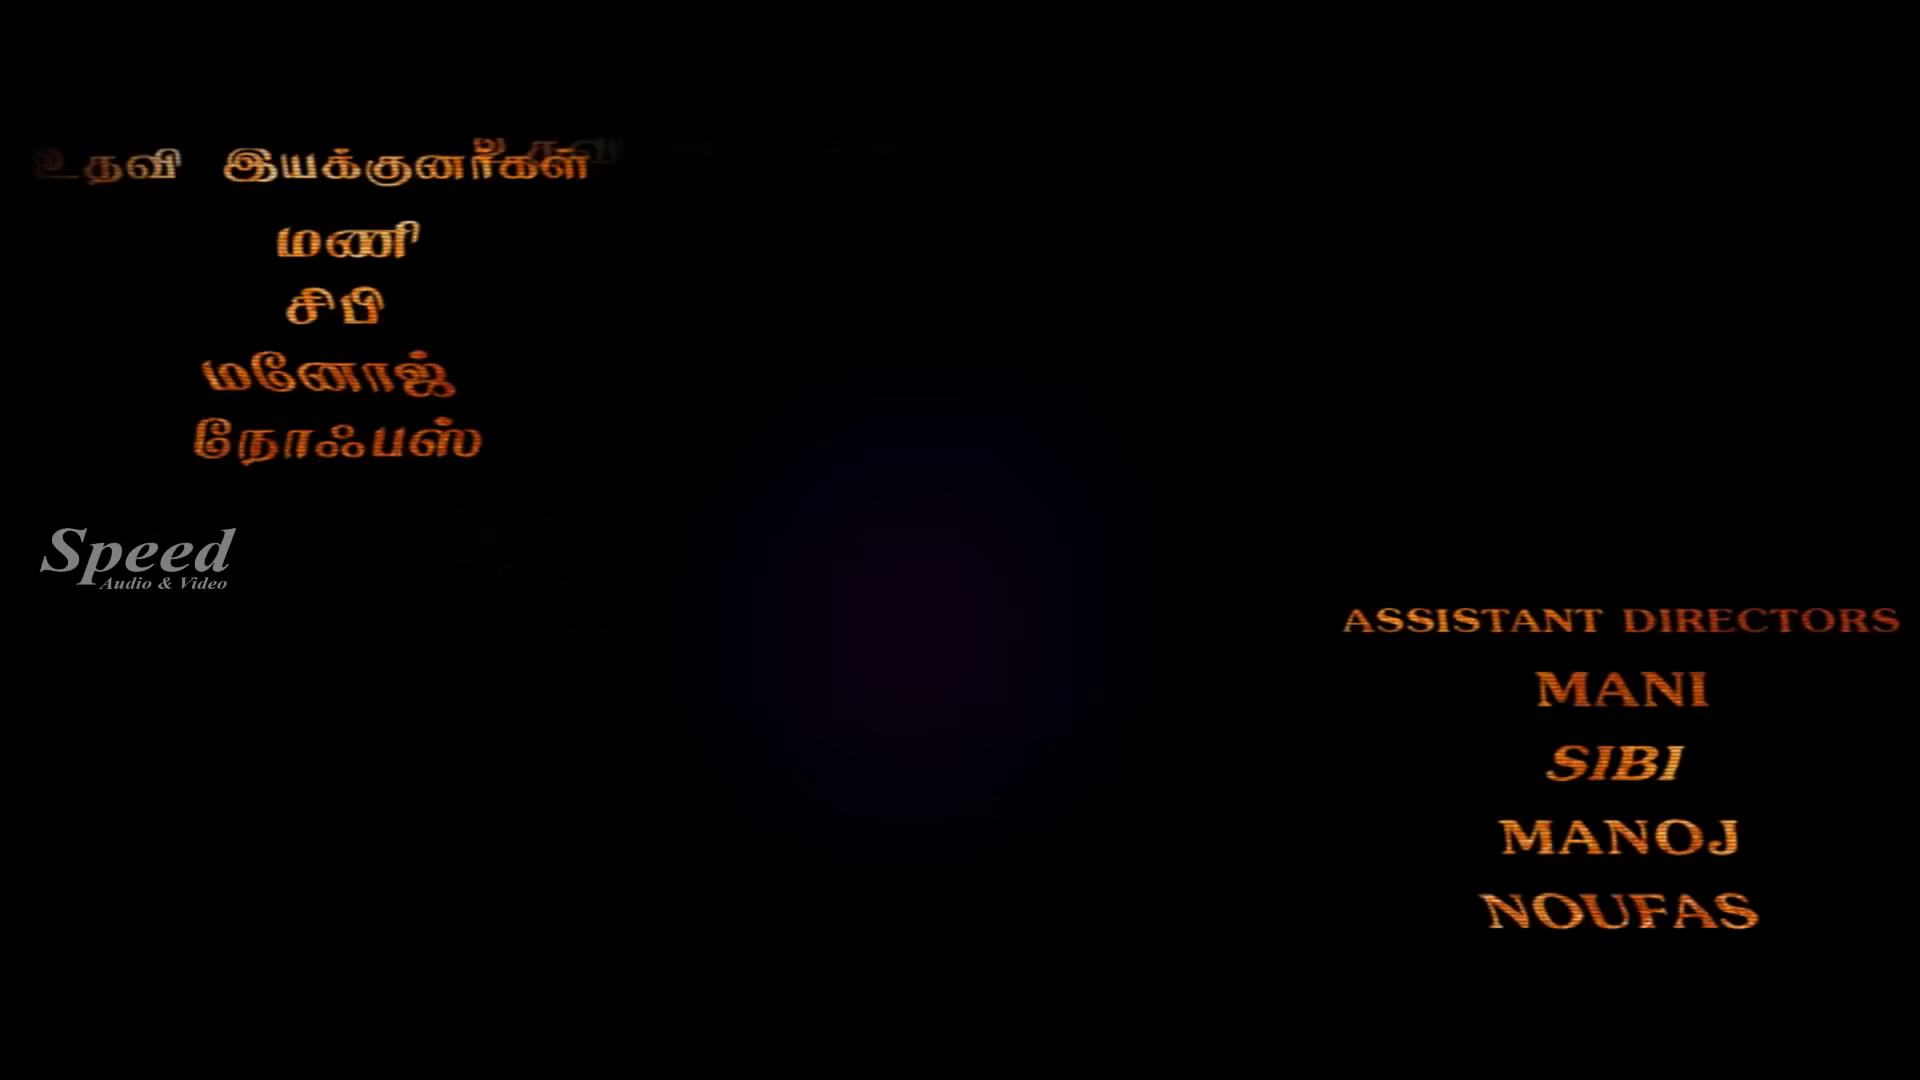 உதவி இயக்குனர்கள்
மணி
சிபி
மனோஜ்
நோஃபஸ்
Speed
Audio & Video
ASSISTANT DIRECTORS
MANI
SIBI
MANOJ
NOUFAS